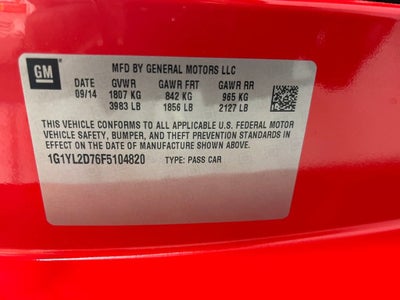 GM
MFD BY GENERAL MOTORS LLC
DATE GVWR GAWR FRT GAWR RR
09/14 1807 KG 842 KG 965 KG
3983 LB 1856 LB 2127 LB
THIS VEHICLE CONFORMS TO ALL APPLICABLE U.S. FEDERAL MOTOR
VEHICLE SAFETY, BUMPER, AND THEFT PREVENTION STANDARDS IN
EFFECT ON THE DATE OF MANUFACTURE SHOWN ABOVE.
1G1YL2D76F5104820 TYPE: PASS CAR